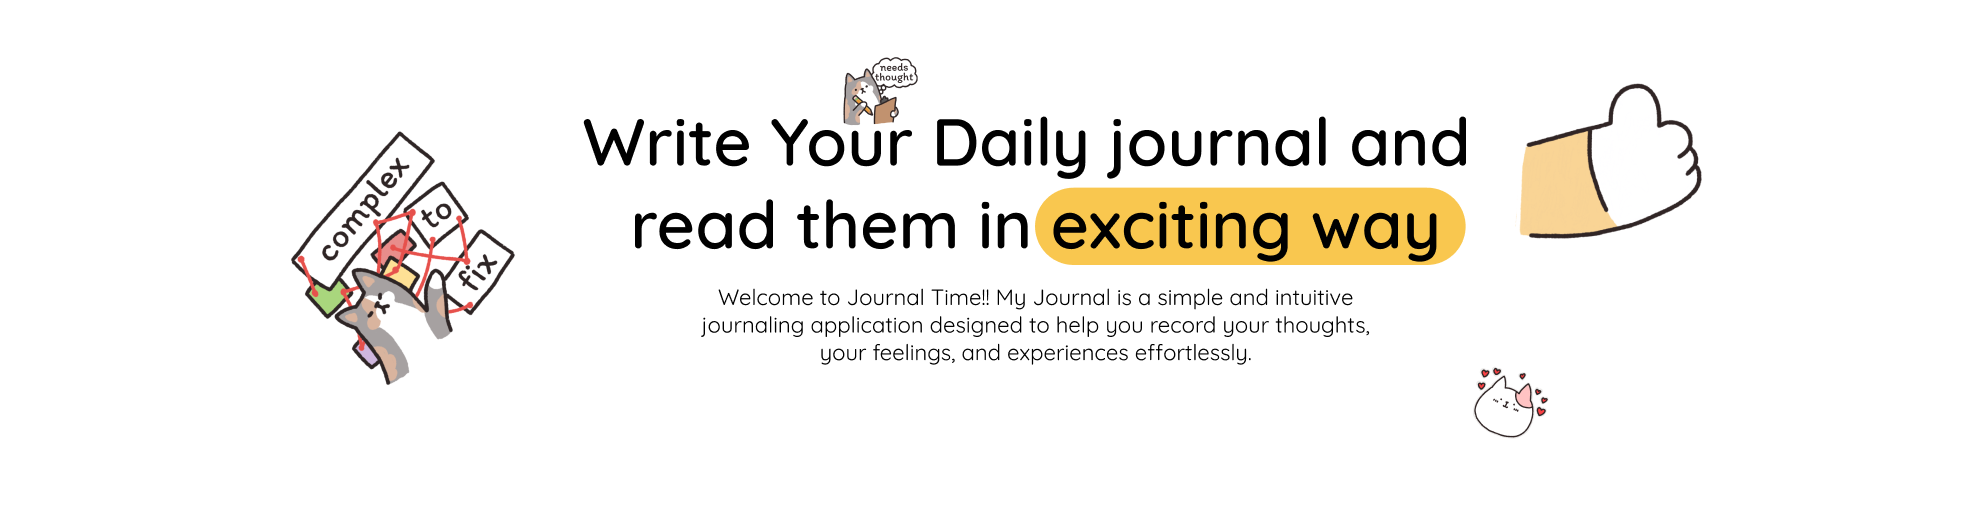 needs
thought
Write Your Daily journal and
read them in exciting way
complex
to
fix
Welcome to Journal Time!! My Journal is a simple and intuitive
journaling application designed to help you record your thoughts,
your feelings, and experiences effortlessly.